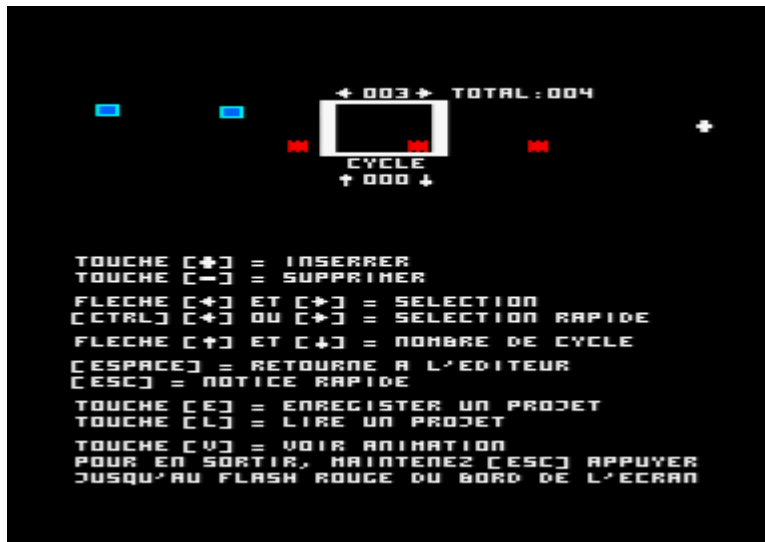 ← 003 → TOTAL:004
CYCLE
↑ 000 ↓
TOUCHE [+] = INSERRER
TOUCHE [-] = SUPPRIMER
FLECHE [←] ET [→] = SELECTION
[CTRL] [←] OU [→] = SELECTION RAPIDE
FLECHE [↑] ET [↓] = NOMBRE DE CYCLE
[ESPACE] = RETOURNE A L'EDITEUR
[ESC] = NOTICE RAPIDE
TOUCHE [E] = ENREGISTER UN PROJET
TOUCHE [L] = LIRE UN PROJET
TOUCHE [V] = VOIR ANIMATION
POUR EN SORTIR, MAINTENEZ [ESC] APPUYER
JUSQU'AU FLASH ROUGE DU BORD DE L'ECRAN